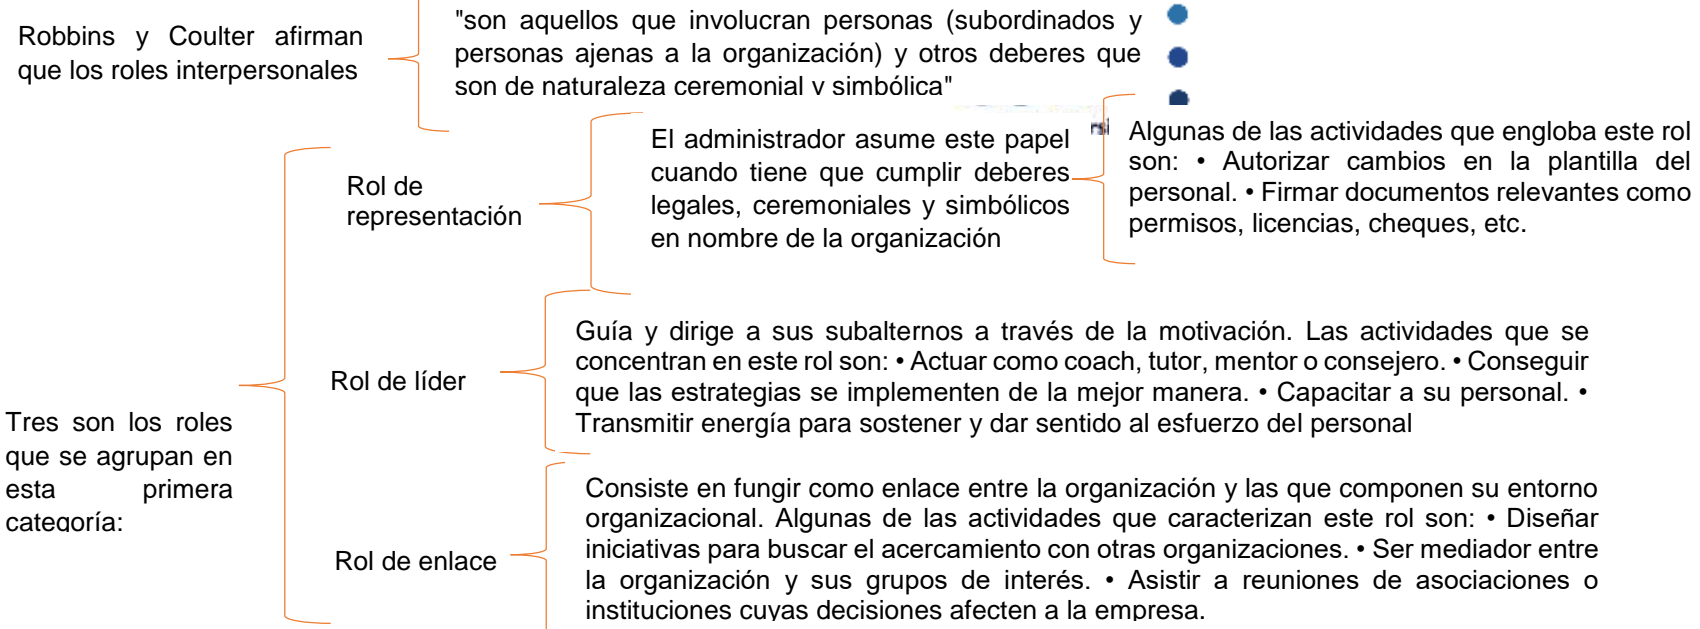 Robbins y Coulter afirman
que los roles interpersonales
"son aquellos que involucran personas (subordinados y
personas ajenas a la organización) y otros deberes que
son de naturaleza ceremonial y simbólica"
Tres son los roles
que se agrupan en
esta primera
categoría:
Rol de
representación
El administrador asume este papel
cuando tiene que cumplir deberes
legales, ceremoniales y simbólicos
en nombre de la organización
Algunas de las actividades que engloba este rol
son: • Autorizar cambios en la plantilla del
personal. • Firmar documentos relevantes como
permisos, licencias, cheques, etc.
Rol de líder
Guía y dirige a sus subalternos a través de la motivación. Las actividades que se
concentran en este rol son: • Actuar como coach, tutor, mentor o consejero. • Conseguir
que las estrategias se implementen de la mejor manera. • Capacitar a su personal. •
Transmitir energía para sostener y dar sentido al esfuerzo del personal
Rol de enlace
Consiste en fungir como enlace entre la organización y las que componen su entorno
organizacional. Algunas de las actividades que caracterizan este rol son: • Diseñar
iniciativas para buscar el acercamiento con otras organizaciones. • Ser mediador entre
la organización y sus grupos de interés. • Asistir a reuniones de asociaciones o
instituciones cuyas decisiones afecten a la empresa.